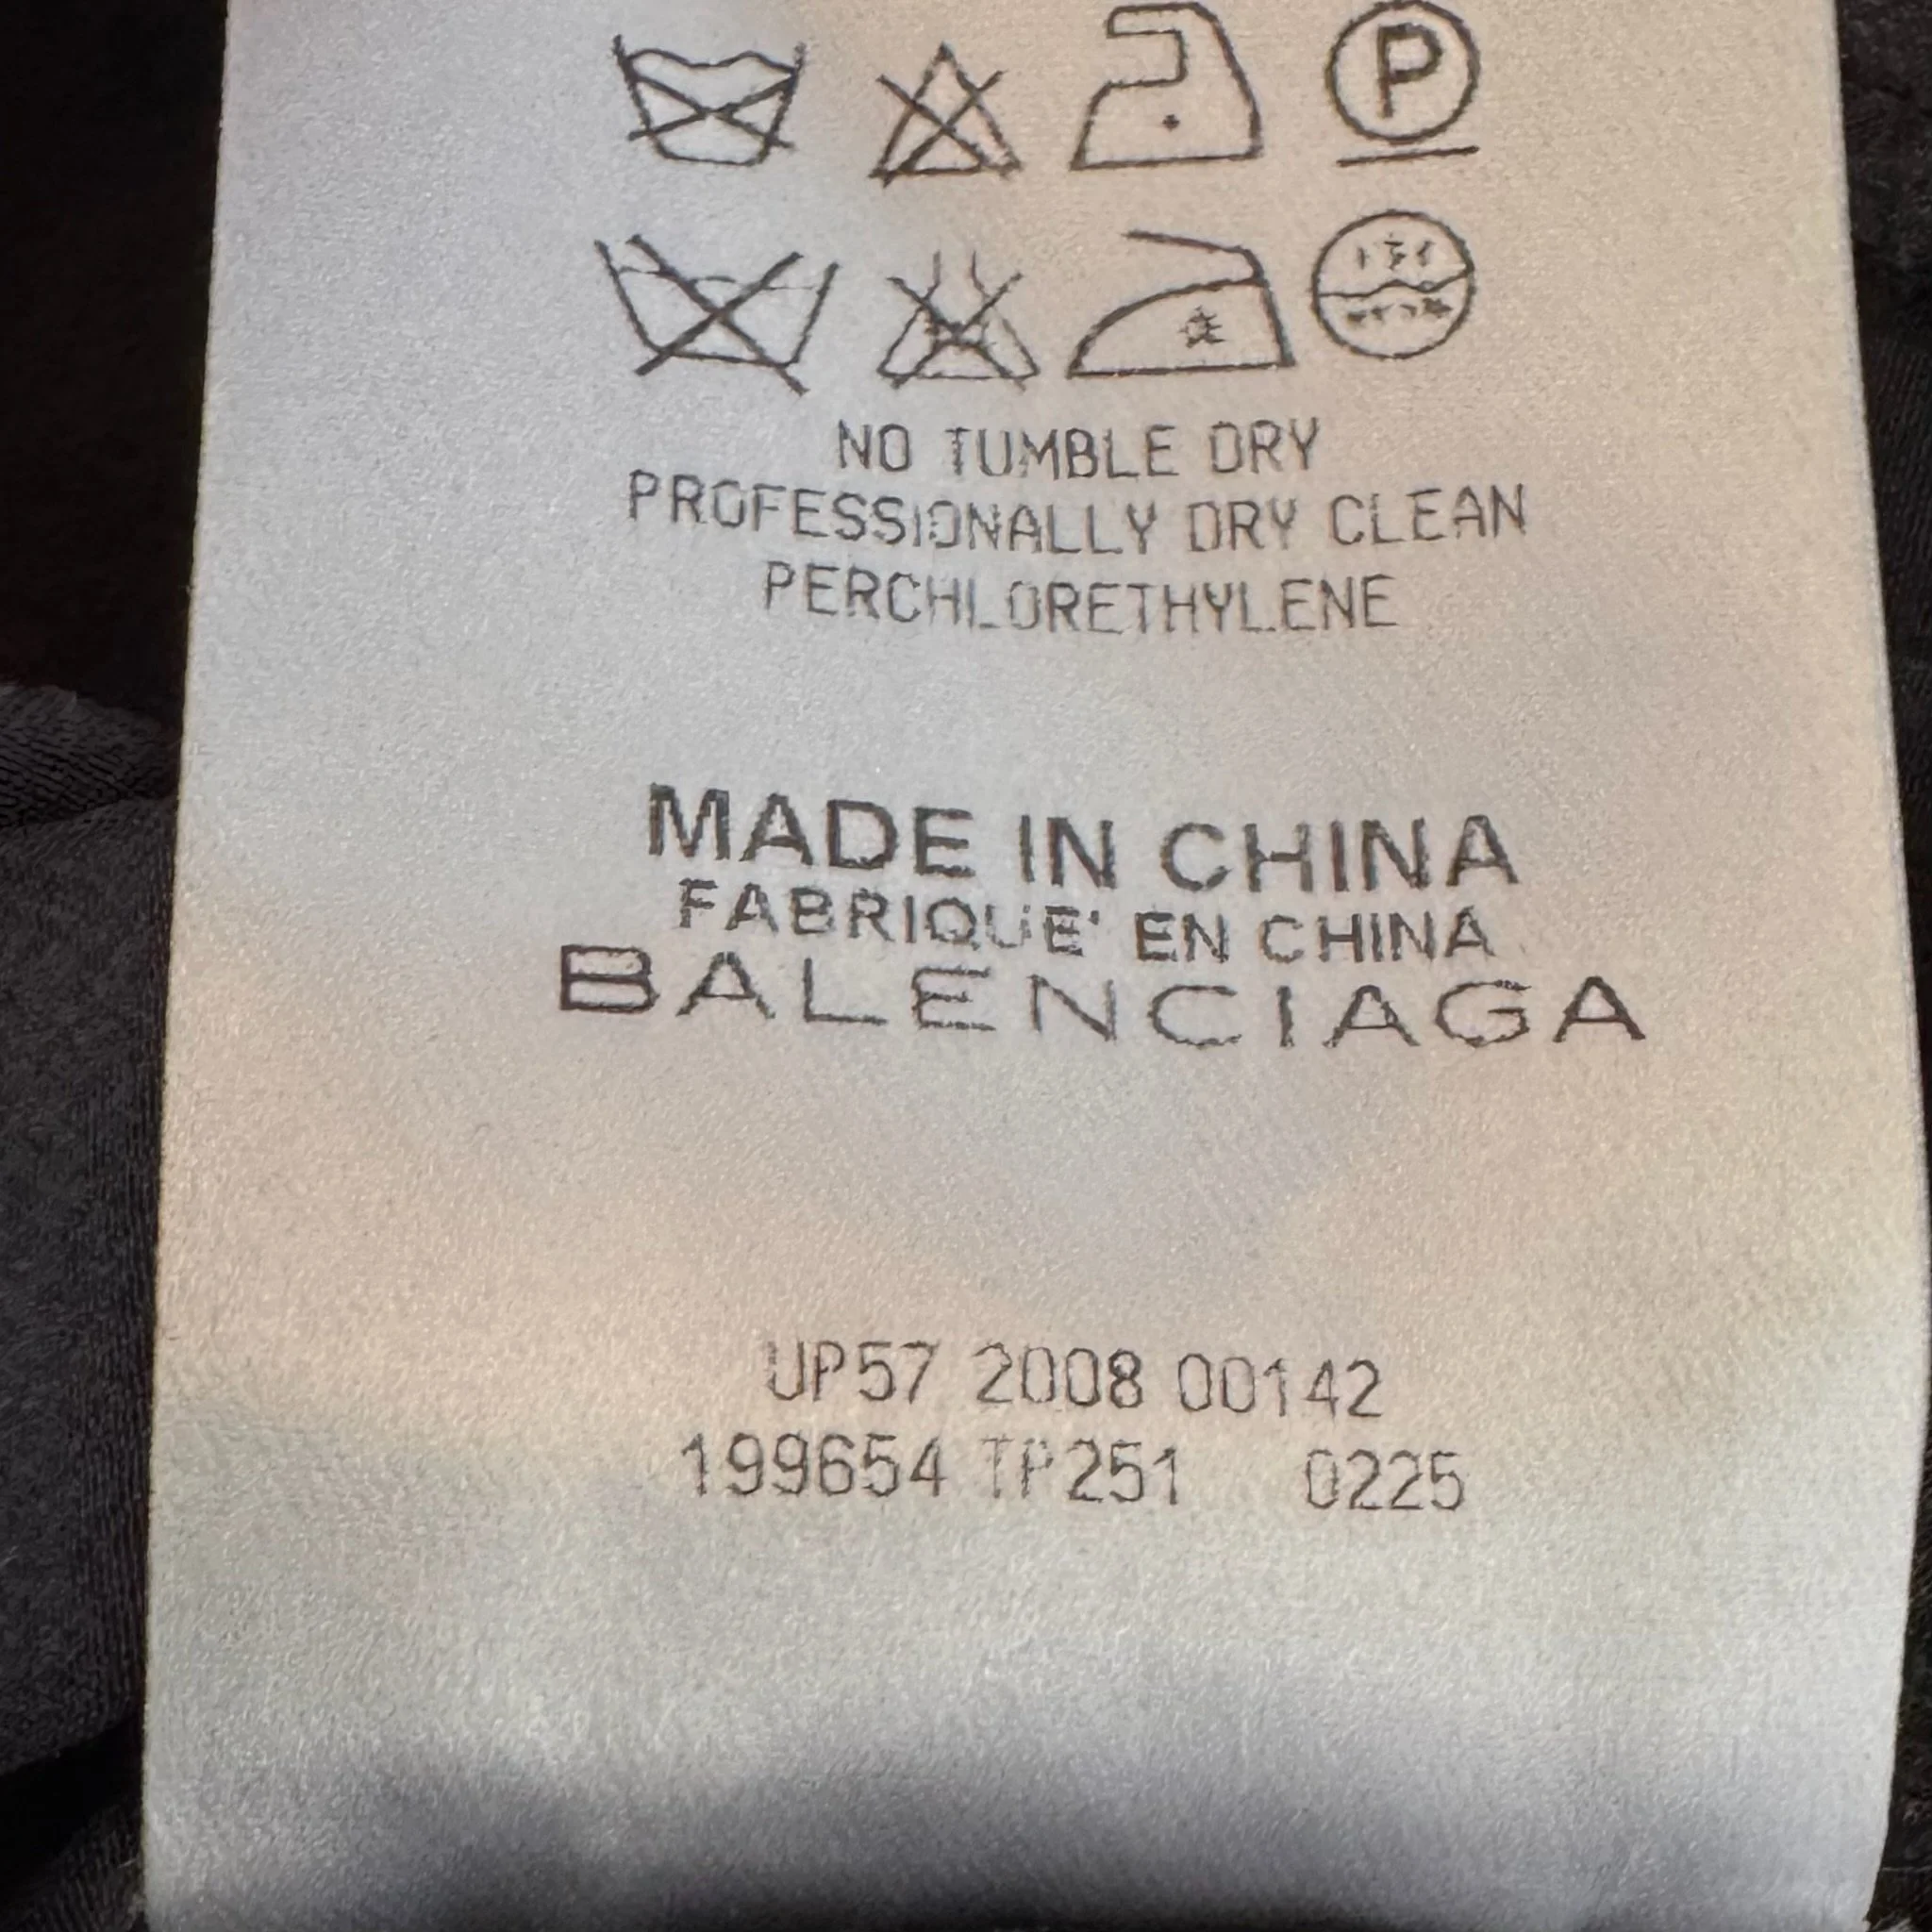 P
NO TUMBLE DRY
PROFESSIONALLY DRY CLEAN
PERCHLORETHYLENE
MADE IN CHINA
FABRIQUE' EN CHINA
BALENCIAGA
UP57 2008 00142
199654 TP251 0225